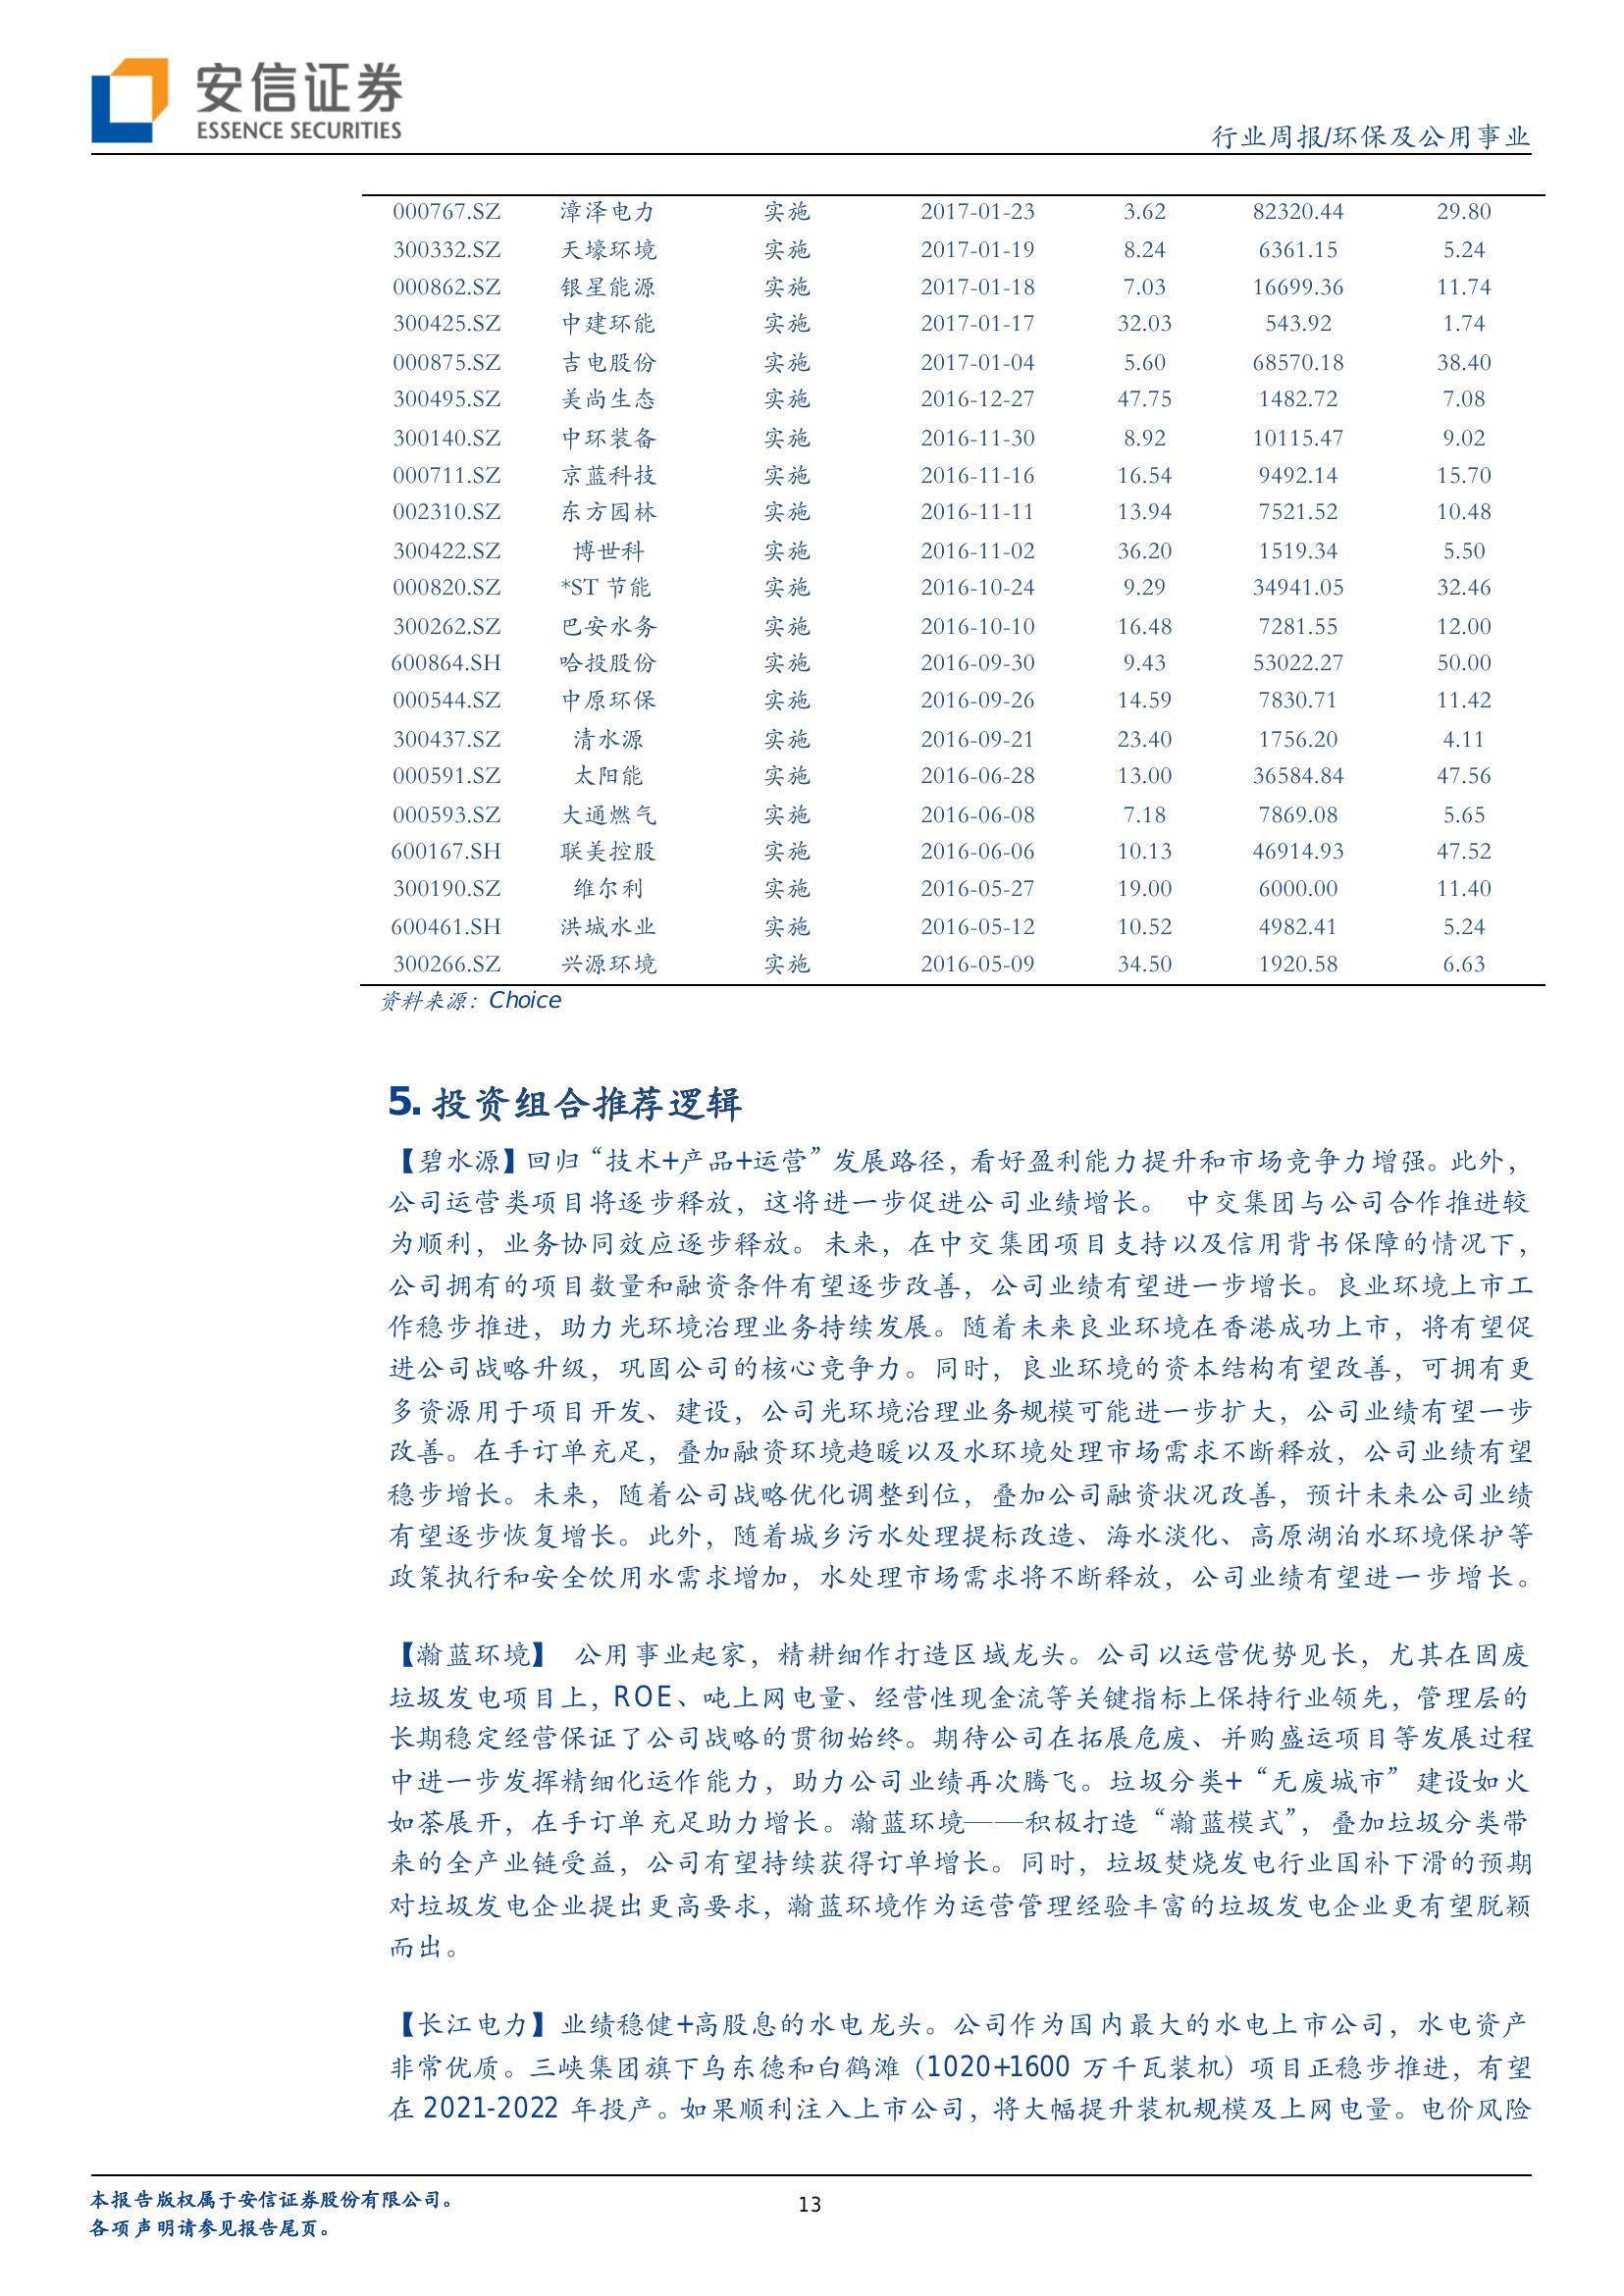 安信证券
ESSENCE SECURITIES
行业周报/环保及公用事业
000767.SZ 漳泽电力 实施 2017-01-23 3.62 82320.44 29.80
300332.SZ 天壕环境 实施 2017-01-19 8.24 6361.15 5.24
000862.SZ 银星能源 实施 2017-01-18 7.03 16699.36 11.74
300425.SZ 中建环能 实施 2017-01-17 32.03 543.92 1.74
000875.SZ 吉电股份 实施 2017-01-04 5.60 68570.18 38.40
300495.SZ 美尚生态 实施 2016-12-27 47.75 1482.72 7.08
300140.SZ 中环装备 实施 2016-11-30 8.92 10115.47 9.02
000711.SZ 京蓝科技 实施 2016-11-16 16.54 9492.14 15.70
002310.SZ 东方园林 实施 2016-11-11 13.94 7521.52 10.48
300422.SZ 博世科 实施 2016-11-02 36.20 1519.34 5.50
000820.SZ *ST 节能 实施 2016-10-24 9.29 34941.05 32.46
300262.SZ 巴安水务 实施 2016-10-10 16.48 7281.55 12.00
600864.SH 哈投股份 实施 2016-09-30 9.43 53022.27 50.00
000544.SZ 中原环保 实施 2016-09-26 14.59 7830.71 11.42
300437.SZ 清水源 实施 2016-09-21 23.40 1756.20 4.11
000591.SZ 太阳能 实施 2016-06-28 13.00 36584.84 47.56
000593.SZ 大通燃气 实施 2016-06-08 7.18 7869.08 5.65
600167.SH 联美控股 实施 2016-06-06 10.13 46914.93 47.52
300190.SZ 维尔利 实施 2016-05-27 19.00 6000.00 11.40
600461.SH 洪城水业 实施 2016-05-12 10.52 4982.41 5.24
300266.SZ 兴源环境 实施 2016-05-09 34.50 1920.58 6.63
资料来源：Choice
5. 投资组合推荐逻辑
【碧水源】回归“技术+产品+运营”发展路径，看好盈利能力提升和市场竞争力增强。此外，
公司运营类项目将逐步释放，这将进一步促进公司业绩增长。 中交集团与公司合作推进较
为顺利，业务协同效应逐步释放。未来，在中交集团项目支持以及信用背书保障的情况下，
公司拥有的项目数量和融资条件有望逐步改善，公司业绩有望进一步增长。良业环境上市工
作稳步推进，助力光环境治理业务持续发展。随着未来良业环境在香港成功上市，将有望促
进公司战略升级，巩固公司的核心竞争力。同时，良业环境的资本结构有望改善，可拥有更
多资源用于项目开发、建设，公司光环境治理业务规模可能进一步扩大，公司业绩有望一步
改善。在手订单充足，叠加融资环境趋暖以及水环境处理市场需求不断释放，公司业绩有望
稳步增长。未来，随着公司战略优化调整到位，叠加公司融资状况改善，预计未来公司业绩
有望逐步恢复增长。此外，随着城乡污水处理提标改造、海水淡化、高原湖泊水环境保护等
政策执行和安全饮用水需求增加，水处理市场需求将不断释放，公司业绩有望进一步增长。
【瀚蓝环境】 公用事业起家，精耕细作打造区域龙头。公司以运营优势见长，尤其在固废
垃圾发电项目上，ROE、吨上网电量、经营性现金流等关键指标上保持行业领先，管理层的
长期稳定经营保证了公司战略的贯彻始终。期待公司在拓展危废、并购盛运项目等发展过程
中进一步发挥精细化运作能力，助力公司业绩再次腾飞。垃圾分类+“无废城市”建设如火
如荼展开，在手订单充足助力增长。瀚蓝环境——积极打造“瀚蓝模式”，叠加垃圾分类带
来的全产业链受益，公司有望持续获得订单增长。同时，垃圾焚烧发电行业国补下滑的预期
对垃圾发电企业提出更高要求，瀚蓝环境作为运营管理经验丰富的垃圾发电企业更有望脱颖
而出。
【长江电力】业绩稳健+高股息的水电龙头。公司作为国内最大的水电上市公司，水电资产
非常优质。三峡集团旗下乌东德和白鹤滩（1020+1600 万千瓦装机）项目正稳步推进，有望
在 2021-2022 年投产。如果顺利注入上市公司，将大幅提升装机规模及上网电量。电价风险
本报告版权属于安信证券股份有限公司。
各项声明请参见报告尾页。
13